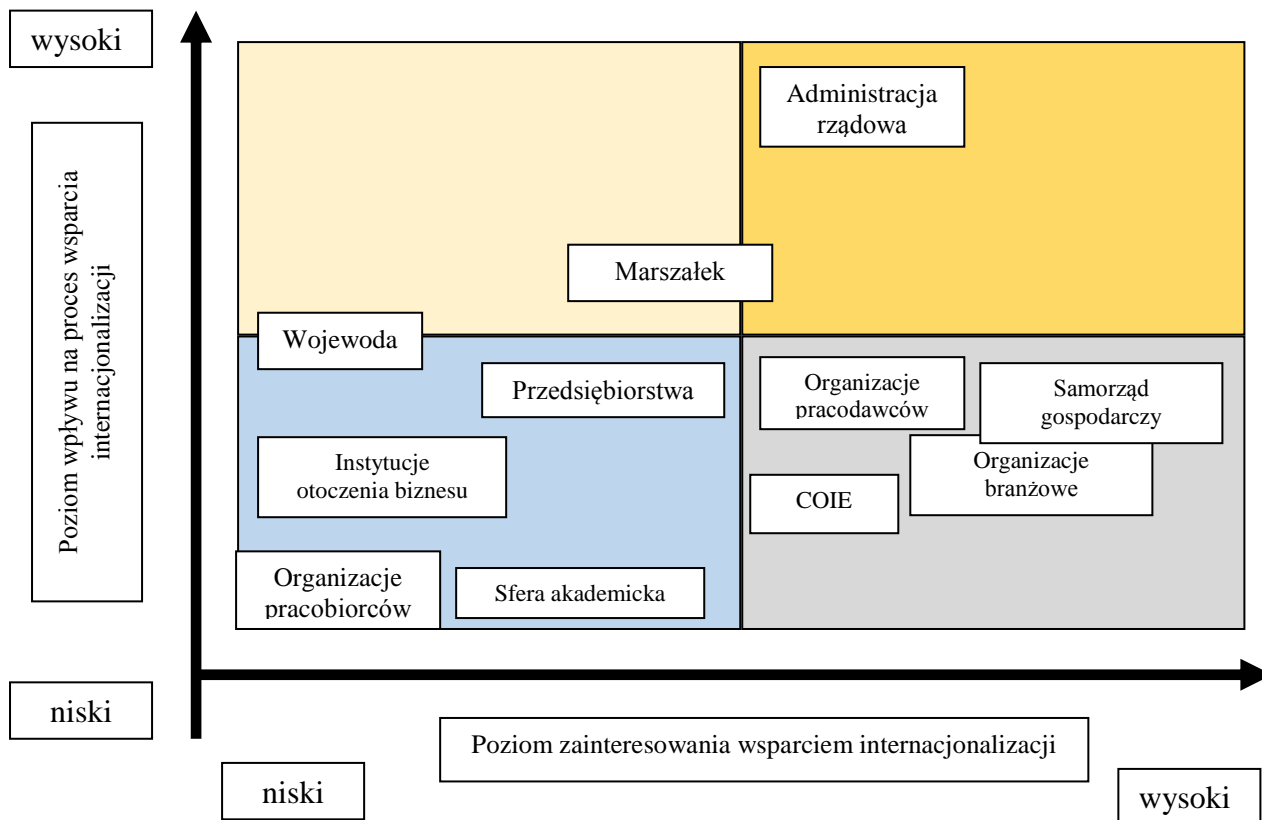 wysoki
Poziom wpływu na proces wsparcia
internacjonalizacji
Administracja
rządowa
Marszałek
Wojewoda
Przedsiębiorstwa
Organizacje
pracodawców
Samorząd
gospodarczy
Instytucje
otoczenia biznesu
Organizacje
branżowe
COIE
Organizacje
pracobiorców
Sfera akademicka
niski
Poziom zainteresowania wsparciem internacjonalizacji
niski
wysoki